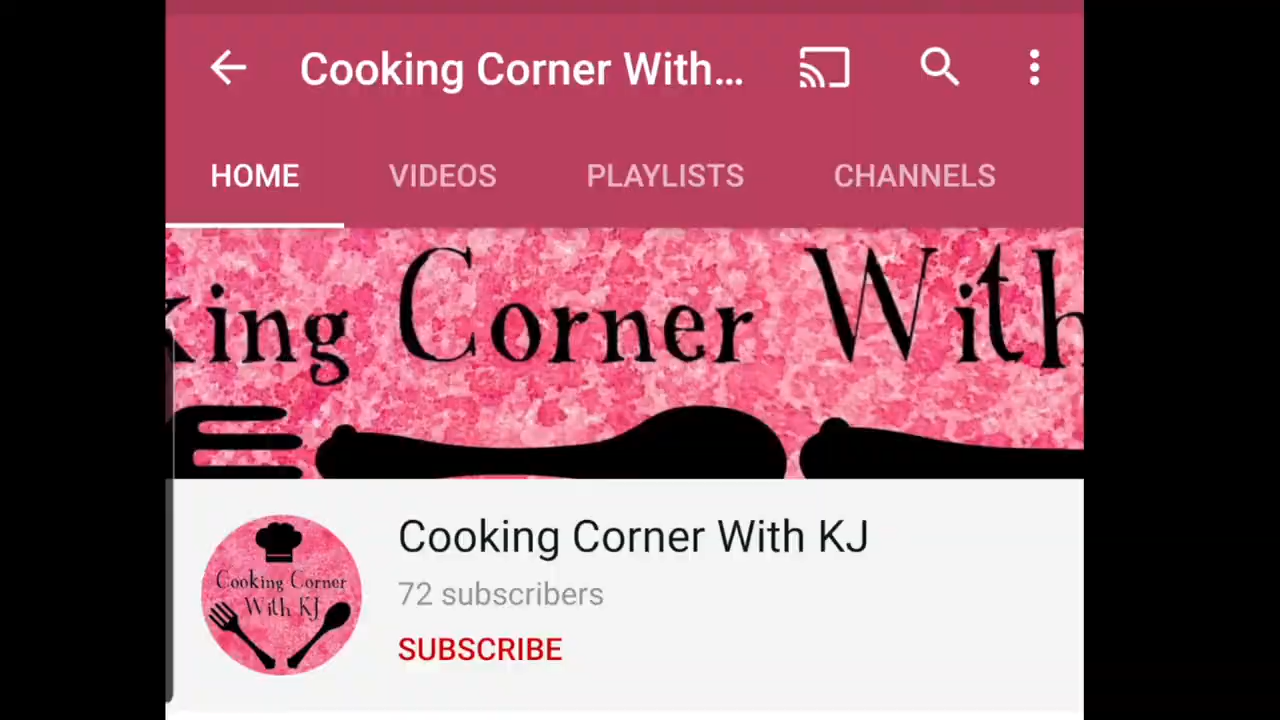 Cooking Corner With...
HOME VIDEOS PLAYLISTS CHANNELS
king Corner With
Cooking Corner With KJ
72 subscribers
SUBSCRIBE
Cooking Corner
With KJ